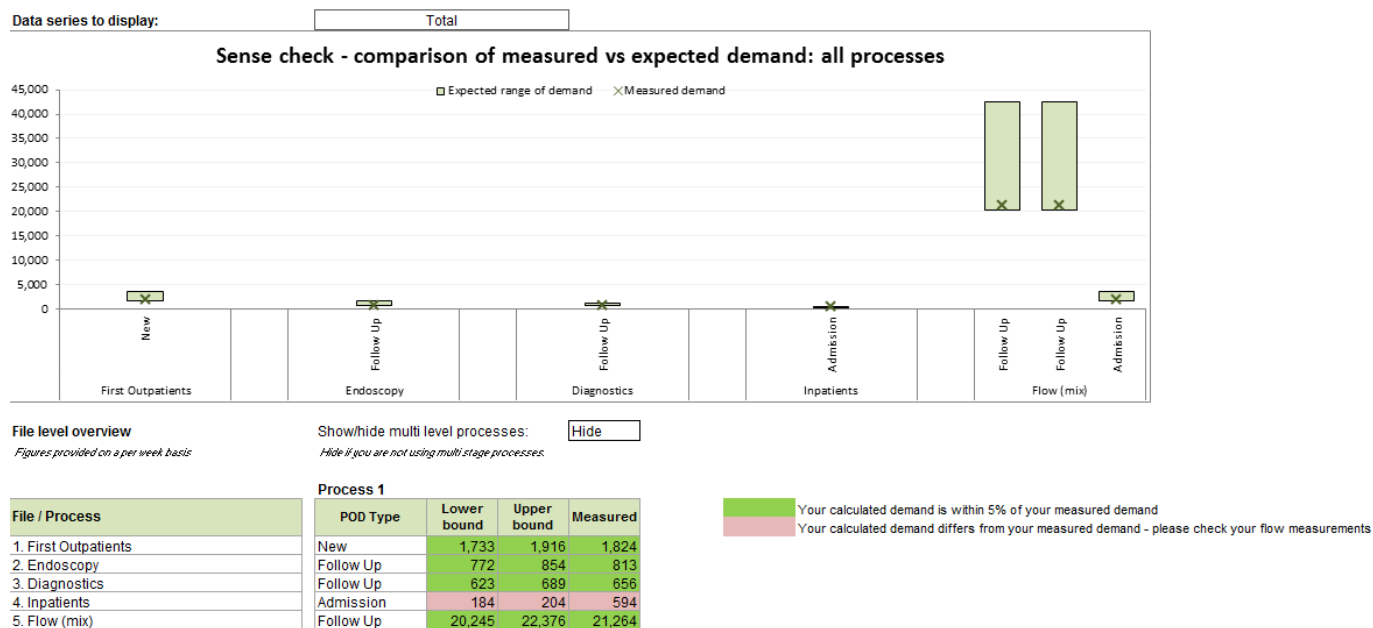 Data series to display: Total
Sense check - comparison of measured vs expected demand: all processes
Expected range of demand Measured demand
45,000
40,000
35,000
30,000
25,000
20,000
15,000
10,000
5,000
0
New Follow Up Follow Up Admission Follow Up Follow Up Admission
First Outpatients Endoscopy Diagnostics Inpatients Flow (mix)
File level overview Show/hide multi level processes: Hide
Figures provided on a per week basis Hide if you are not using multi stage processes.
Process 1
File / Process POD Type Lower bound Upper bound Measured
Your calculated demand is within 5% of your measured demand
Your calculated demand differs from your measured demand - please check your flow measurements
1. First Outpatients New 1,733 1,916 1,824
2. Endoscopy Follow Up 772 854 813
3. Diagnostics Follow Up 623 689 656
4. Inpatients Admission 184 204 594
5. Flow (mix) Follow Up 20,245 22,376 21,264